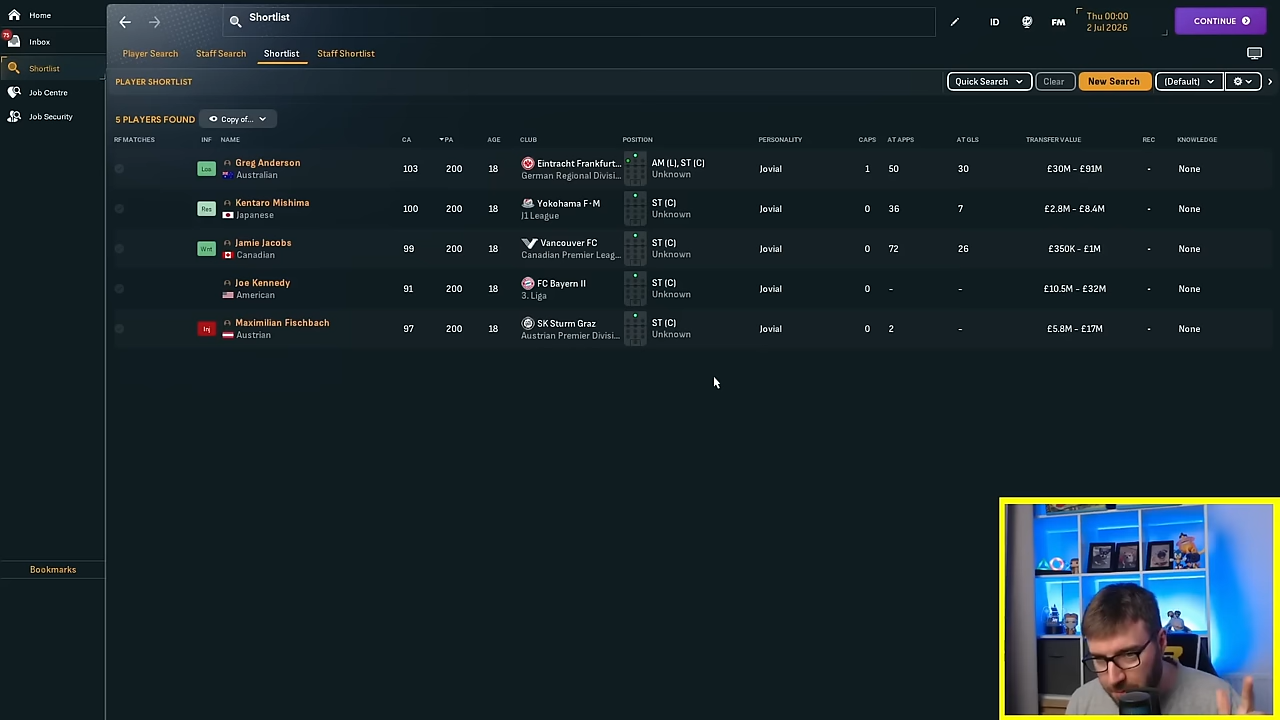 Home
Shortlist
ID
FM
Thu 00:00
2 Jul 2026
CONTINUE
75
Inbox
Player Search
Staff Search
Shortlist
Staff Shortlist
Shortlist
PLAYER SHORTLIST
Quick Search
Clear
New Search
(Default)
Job Centre
Job Security
5 PLAYERS FOUND
Copy of...
RF MATCHES INF NAME CA PA AGE CLUB POSITION PERSONALITY CAPS AT APPS AT GLS TRANSFER VALUE REC KNOWLEDGE
Loa Greg Anderson 103 200 18 Eintracht Frankfurt... AM (L), ST (C) Jovial 1 50 30 £30M - £91M - None
Australian German Regional Divisi... Unknown
Res Kentaro Mishima 100 200 18 Yokohama F·M ST (C) Jovial 0 36 7 £2.8M - £8.4M - None
Japanese J1 League Unknown
Wnt Jamie Jacobs 99 200 18 Vancouver FC ST (C) Jovial 0 72 26 £350K - £1M - None
Canadian Canadian Premier Leag... Unknown
Joe Kennedy 91 200 18 FC Bayern II ST (C) Jovial 0 - - £10.5M - £32M - None
American 3. Liga Unknown
Inj Maximilian Fischbach 97 200 18 SK Sturm Graz ST (C) Jovial 0 2 - £5.8M - £17M - None
Austrian Austrian Premier Divisi... Unknown
Bookmarks